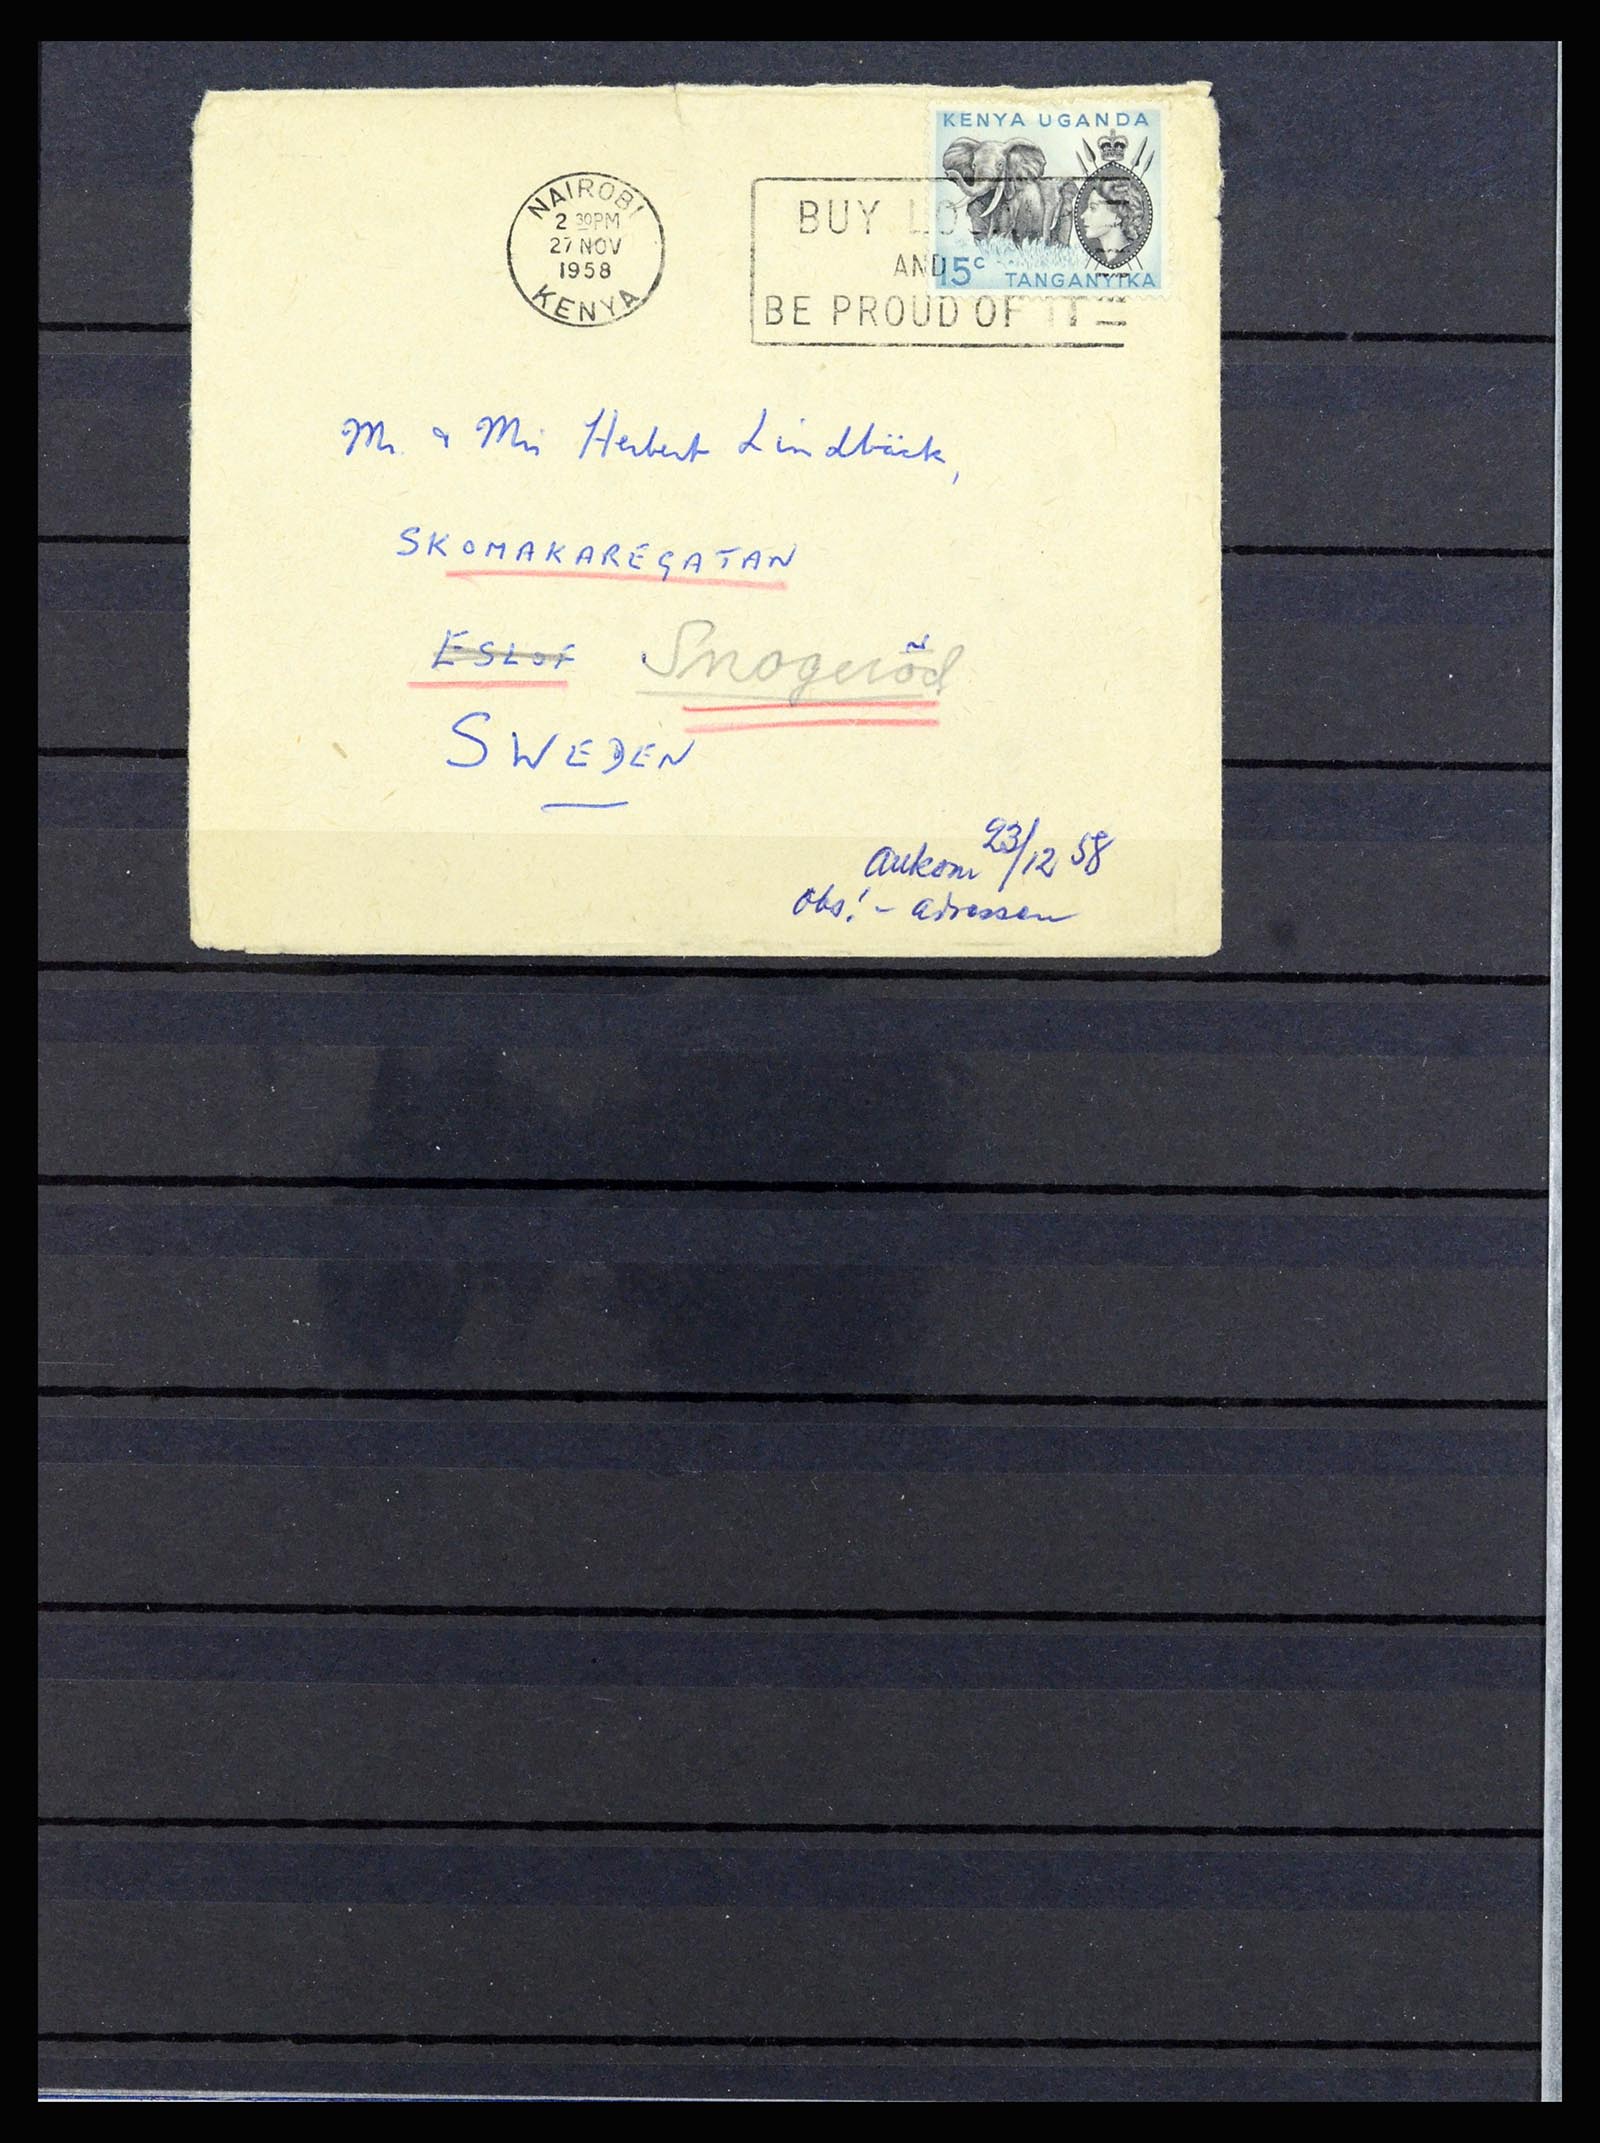 KENYA UGANDA
15c TANGANYIKA
NAIROBI
2 30PM
27 NOV
1958
KENYA
BUY
AND
BE PROUD OF IT
Mr. & Mrs Herbert Lindbäck,
SKOMAKAREGATAN
ESLOF Snogeröd
SWEDEN
ankom 23/12 58
obs! - adressen